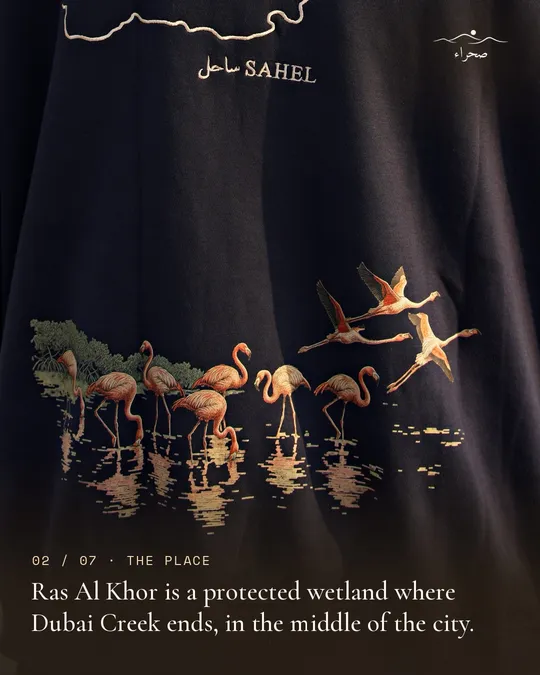 صحراء
ساحل SAHEL
02 / 07 · THE PLACE
Ras Al Khor is a protected wetland where
Dubai Creek ends, in the middle of the city.